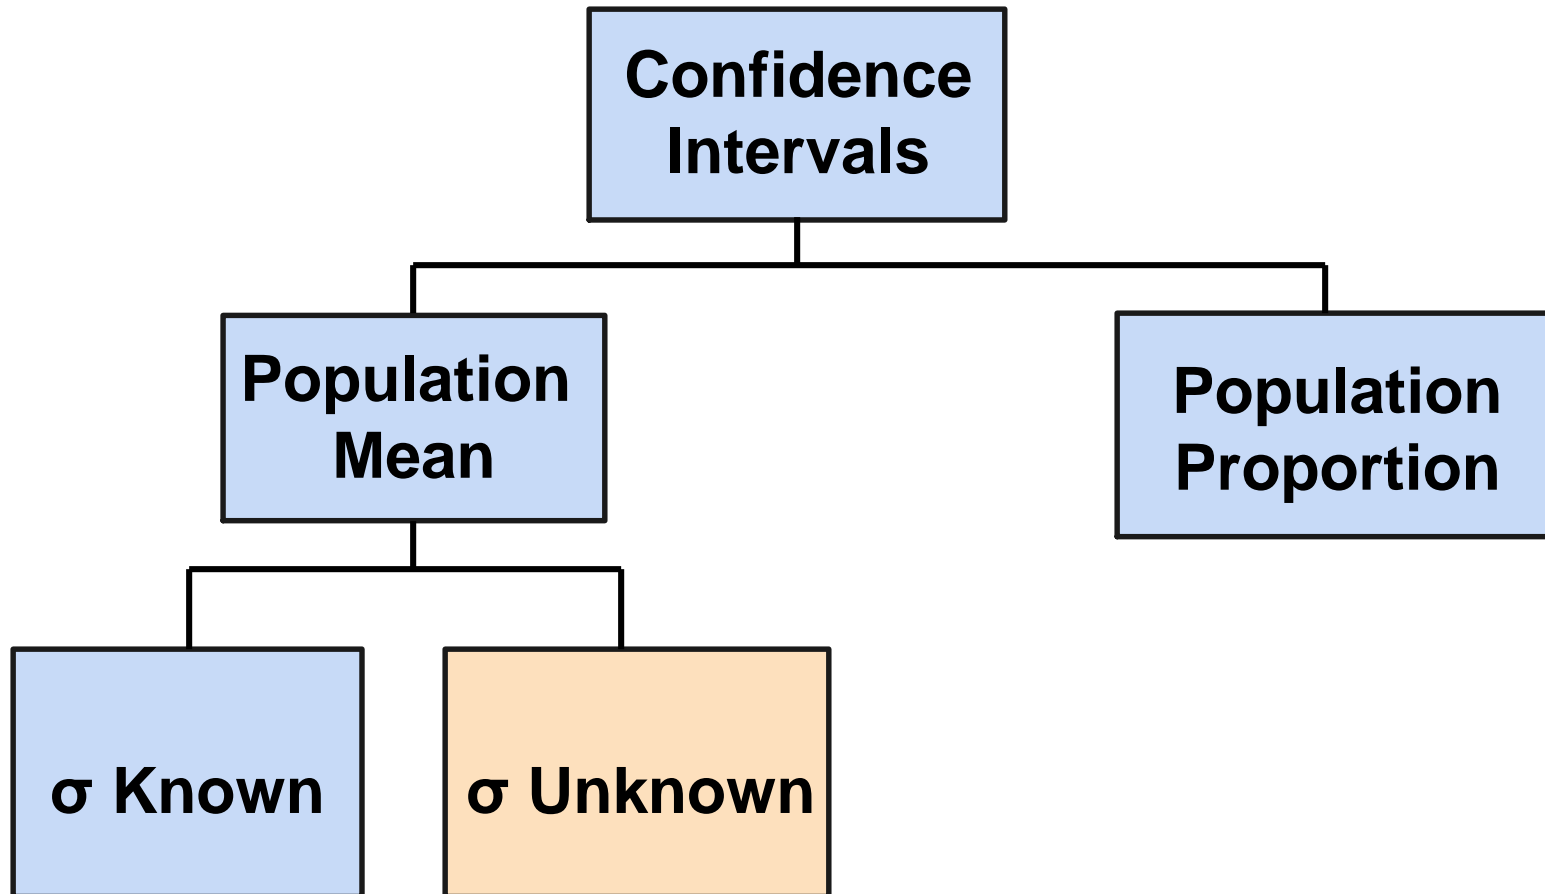 Confidence
Intervals
Population
Mean
Population
Proportion
σ Known
σ Unknown